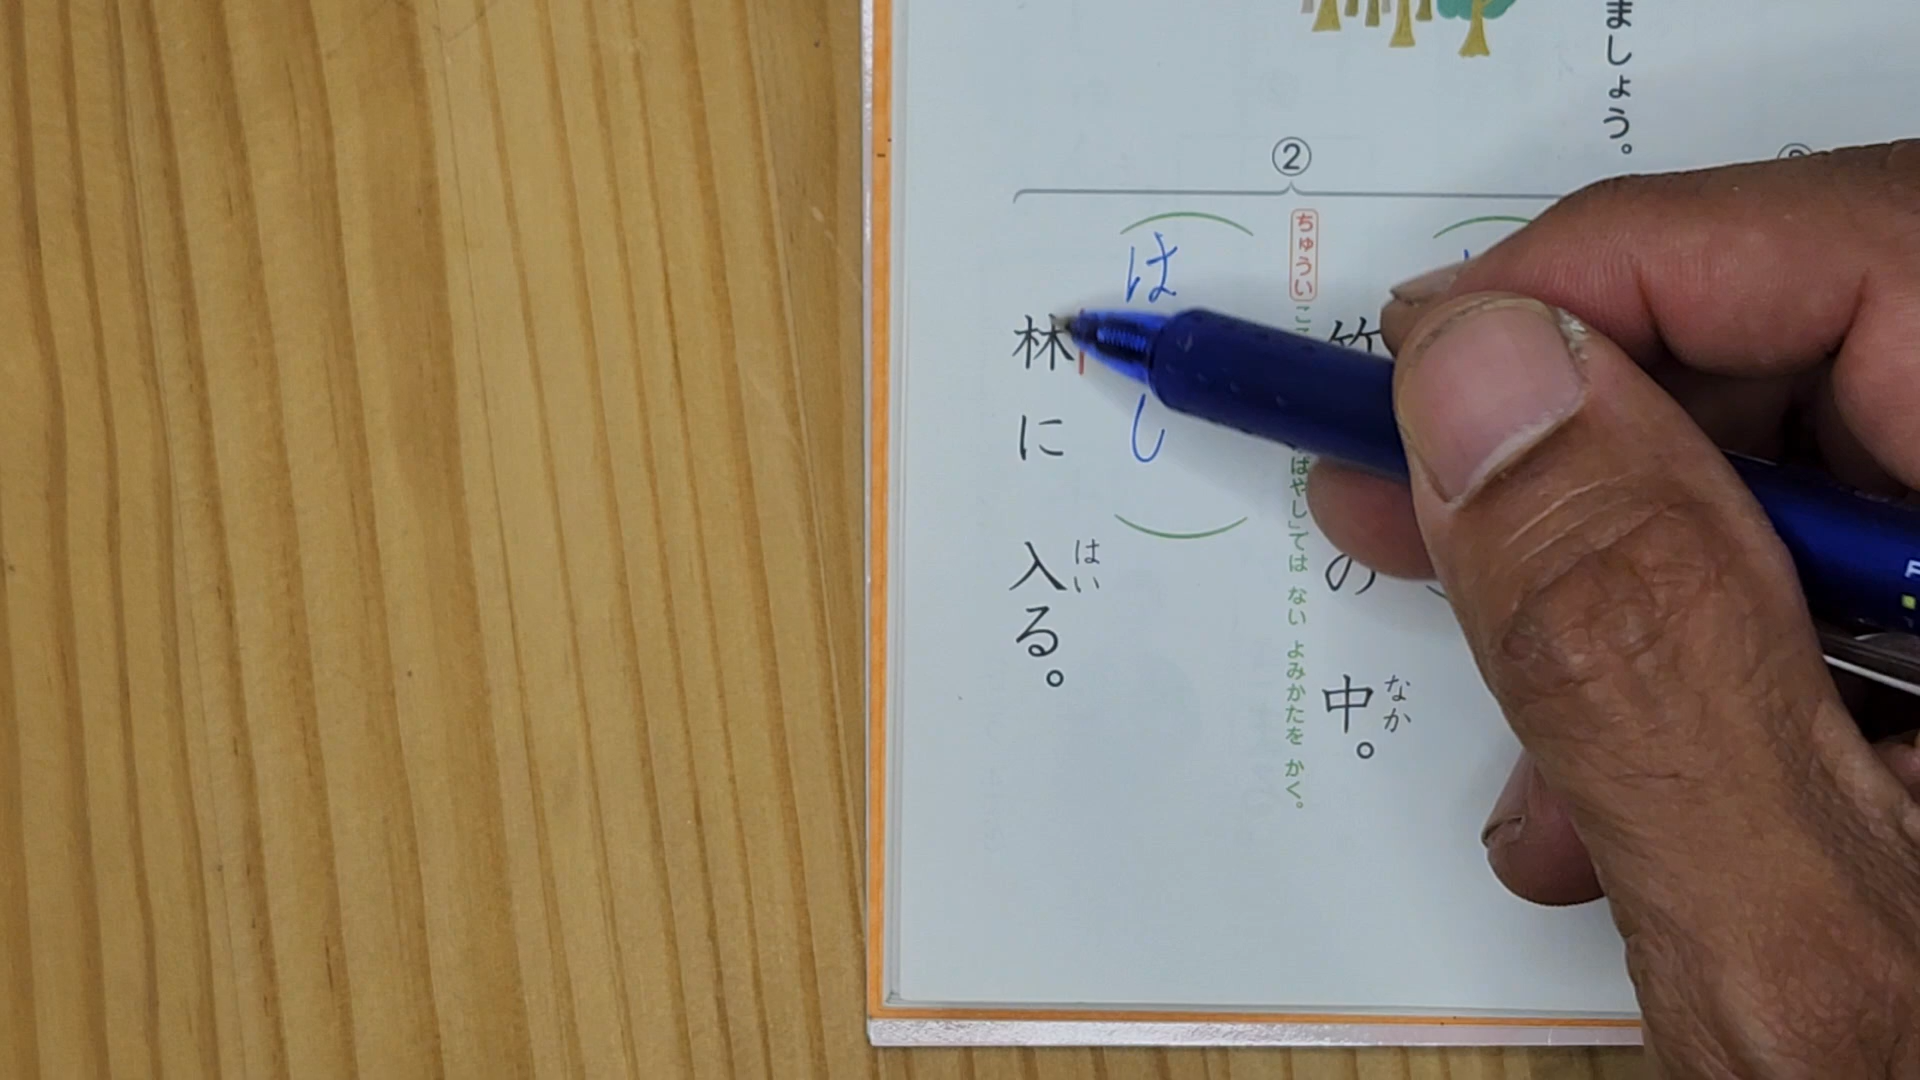 ましょう。
②
の中。
なか
ちゅうい
ばやし」では ない よみかたを かく。
は
し
林に入る。
はい